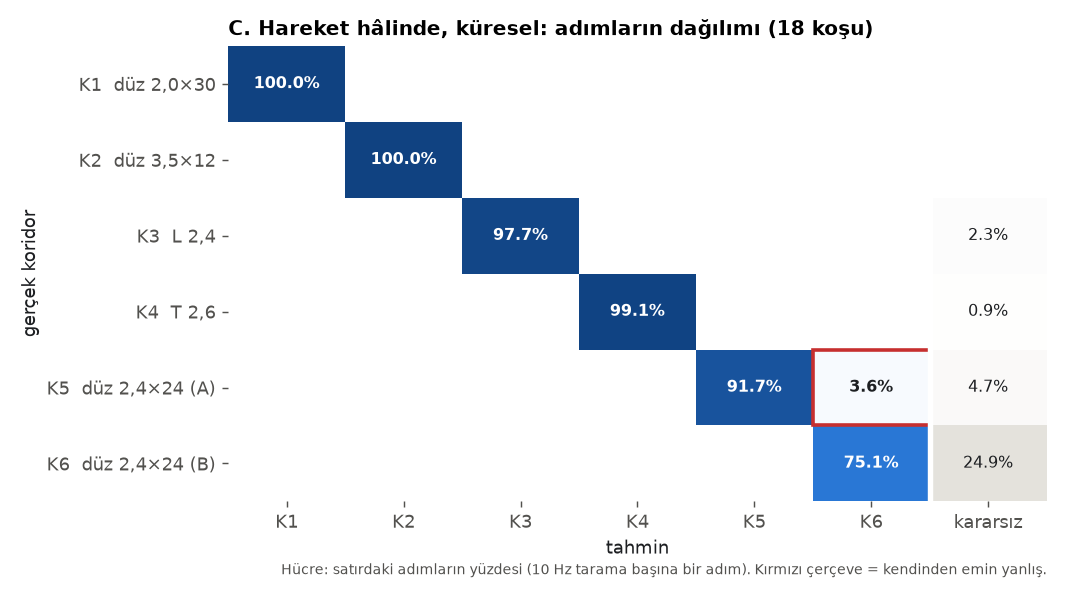 C. Hareket hâlinde, küresel: adımların dağılımı (18 koşu)
K1 düz 2,0×30
100.0%
K2 düz 3,5×12
100.0%
K3 L 2,4
97.7%
2.3%
K4 T 2,6
99.1%
0.9%
K5 düz 2,4×24 (A)
91.7%
3.6%
4.7%
K6 düz 2,4×24 (B)
75.1%
24.9%
gerçek koridor
K1
K2
K3
K4
K5
K6
kararsız
tahmin
Hücre: satırdaki adımların yüzdesi (10 Hz tarama başına bir adım). Kırmızı çerçeve = kendinden emin yanlış.